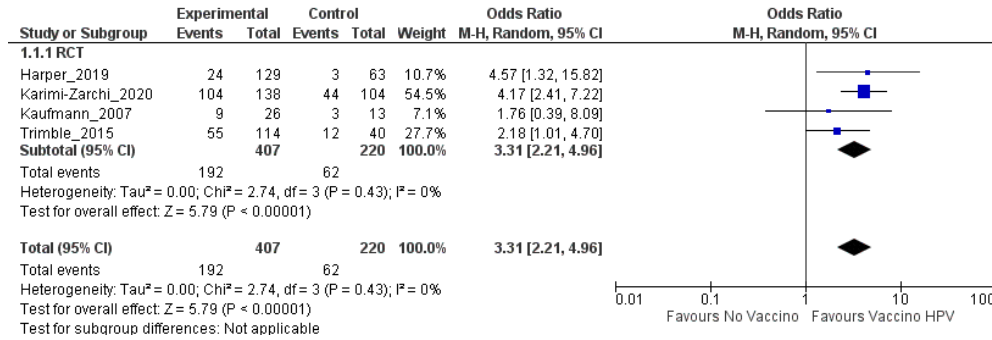 Experimental Control Odds Ratio Odds Ratio
Study or Subgroup Events Total Events Total Weight M-H, Random, 95% CI M-H, Random, 95% CI
1.1.1 RCT
Harper_2019 24 129 3 63 10.7% 4.57 [1.32, 15.82]
Karimi-Zarchi_2020 104 138 44 104 54.5% 4.17 [2.41, 7.22]
Kaufmann_2007 9 26 3 13 7.1% 1.76 [0.39, 8.09]
Trimble_2015 55 114 12 40 27.7% 2.18 [1.01, 4.70]
Subtotal (95% CI) 407 220 100.0% 3.31 [2.21, 4.96]
Total events 192 62
Heterogeneity: Tau² = 0.00; Chi² = 2.74, df = 3 (P = 0.43); I² = 0%
Test for overall effect: Z = 5.79 (P < 0.00001)
Total (95% CI) 407 220 100.0% 3.31 [2.21, 4.96]
Total events 192 62
Heterogeneity: Tau² = 0.00; Chi² = 2.74, df = 3 (P = 0.43); I² = 0%
Test for overall effect: Z = 5.79 (P < 0.00001)
Test for subgroup differences: Not applicable
0.01 0.1 1 10 100
Favours No Vaccino Favours Vaccino HPV